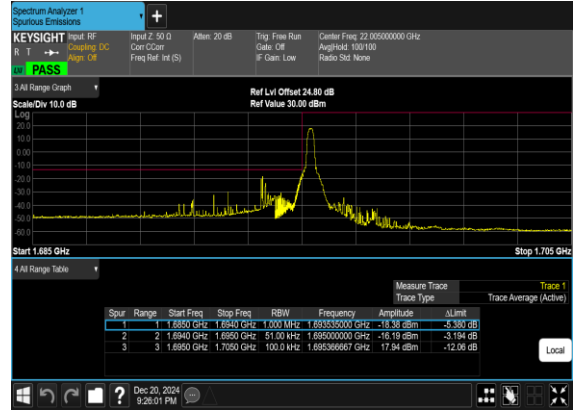 Spectrum Analyzer 1
Spurious Emissions
KEYSIGHT Input: RF Input Z: 50 Ω Atten: 20 dB Trig: Free Run Center Freq: 22.005000000 GHz
R T Coupling: DC Corr CCorr Gate: Off Avg|Hold: 100/100
Align: Off Freq Ref: Int (S) IF Gain: Low Radio Std: None
PASS
3 All Range Graph
Ref Lvl Offset 24.80 dB
Scale/Div 10.0 dB Ref Value 30.00 dBm
Log
20.0
10.0
0.00
-10.0
-20.0
-30.0
-40.0
-50.0
-60.0
Start 1.685 GHz Stop 1.705 GHz
4 All Range Table
Measure Trace Trace 1
Trace Type Trace Average (Active)
Spur Range Start Freq Stop Freq RBW Frequency Amplitude ΔLimit
1 1 1.6850 GHz 1.6940 GHz 1.000 MHz 1.693535000 GHz -18.38 dBm -5.380 dB
2 2 1.6940 GHz 1.6950 GHz 51.00 kHz 1.695000000 GHz -16.19 dBm -3.194 dB
3 3 1.6950 GHz 1.7050 GHz 100.0 kHz 1.695366667 GHz 17.94 dBm -12.06 dB
Local
Dec 20, 2024
9:26:01 PM